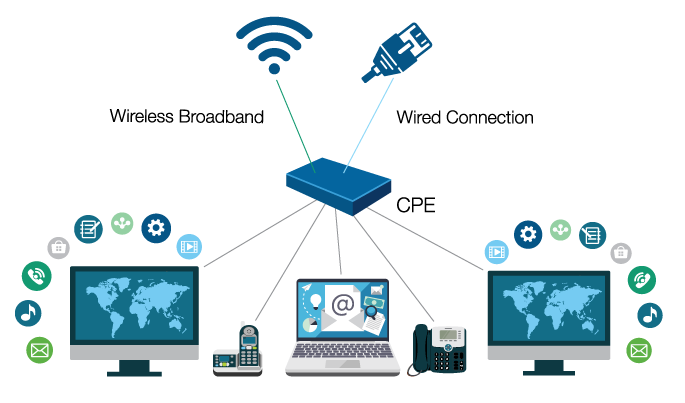 Wireless Broadband
Wired Connection
CPE
@